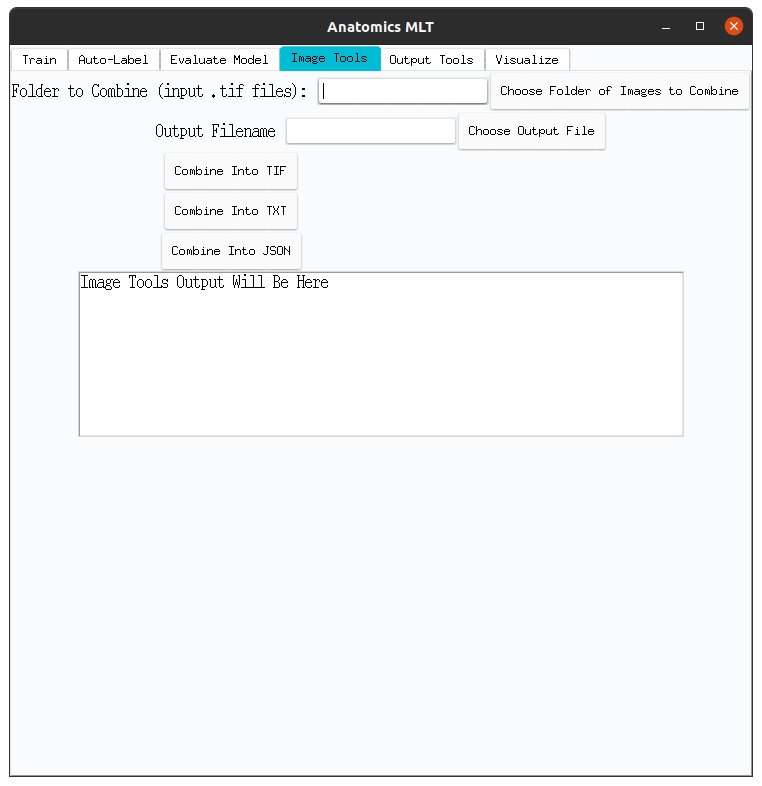 Anatomics MLT
Train Auto-Label Evaluate Model Image Tools Output Tools Visualize
Folder to Combine (input .tif files): Choose Folder of Images to Combine
Output Filename Choose Output File
Combine Into TIF
Combine Into TXT
Combine Into JSON
Image Tools Output Will Be Here